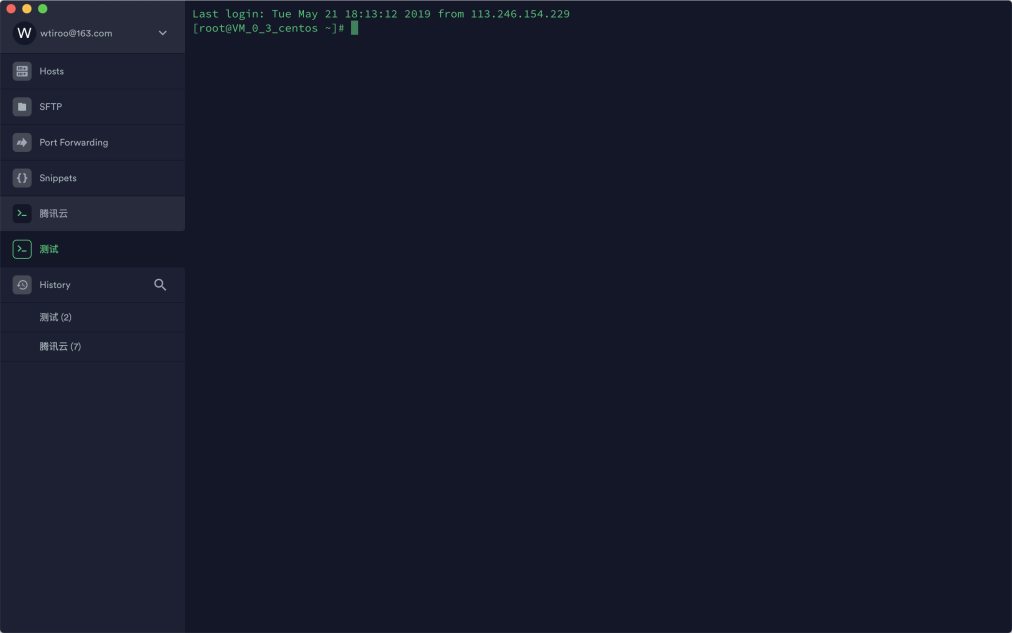 W wtiroo@163.com
Hosts
SFTP
Port Forwarding
Snippets
腾讯云
测试
History
测试 (2)
腾讯云 (7)
Last login: Tue May 21 18:13:12 2019 from 113.246.154.229
[root@VM_0_3_centos ~]#